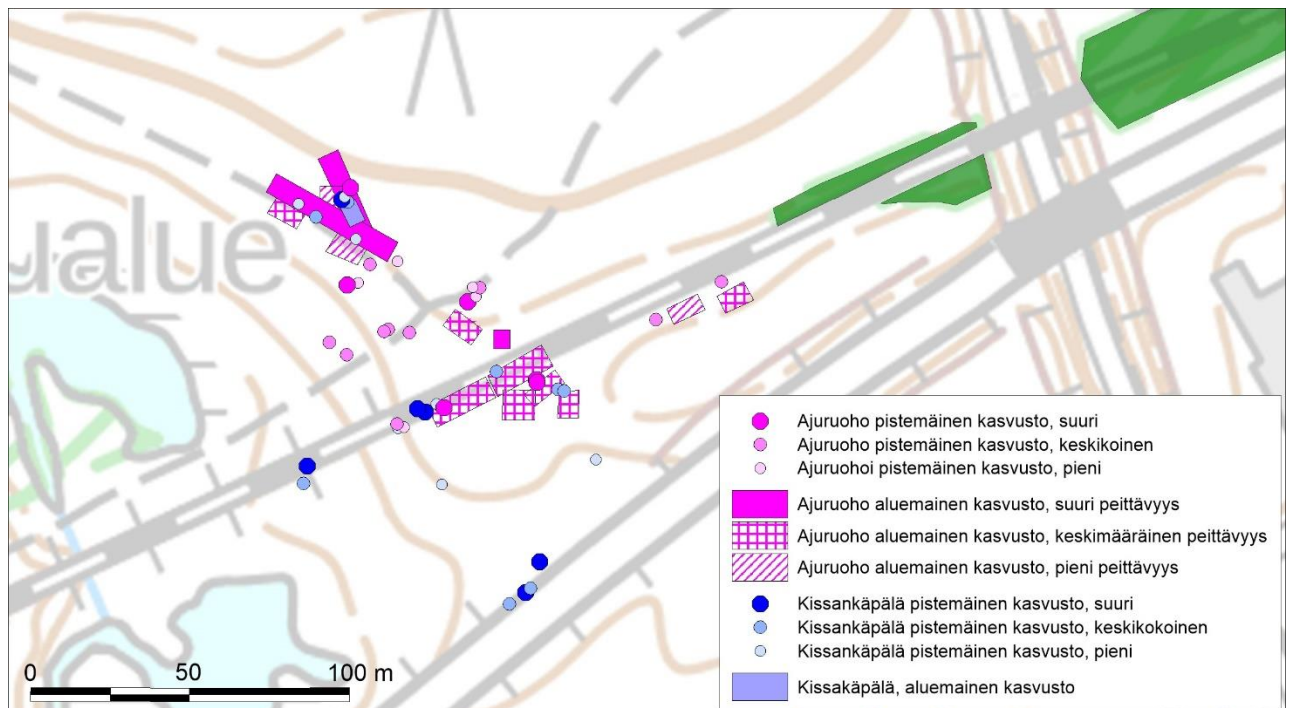 ualue
Ajuruoho pistemäinen kasvusto, suuri
Ajuruoho pistemäinen kasvusto, keskikoinen
Ajuruohoi pistemäinen kasvusto, pieni
Ajuruoho aluemainen kasvusto, suuri peittävyys
Ajuruoho aluemainen kasvusto, keskimääräinen peittävyys
Ajuruoho aluemainen kasvusto, pieni peittävyys
Kissankäpälä pistemäinen kasvusto, suuri
Kissankäpälä pistemäinen kasvusto, keskikokoinen
Kissankäpälä pistemäinen kasvusto, pieni
Kissakäpälä, aluemainen kasvusto
0 50 100 m